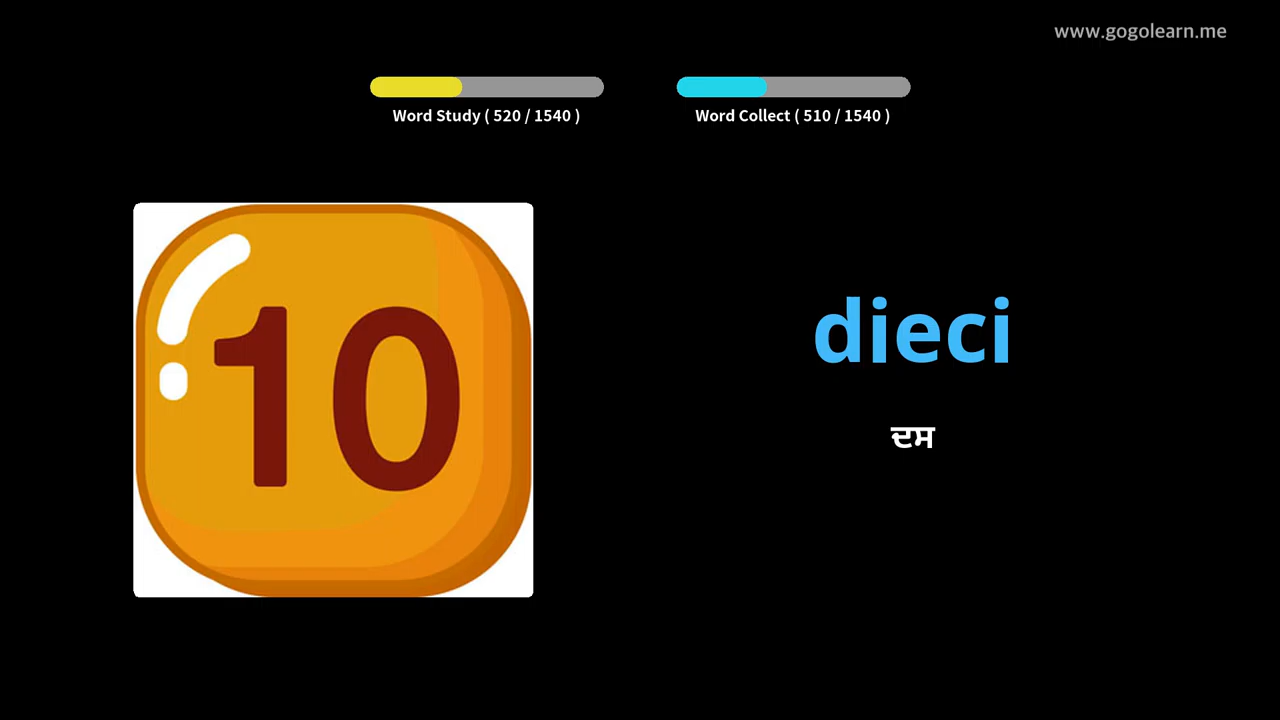 www.gogolearn.me
Word Study ( 520 / 1540 )
Word Collect ( 510 / 1540 )
10
dieci
ਦਸ